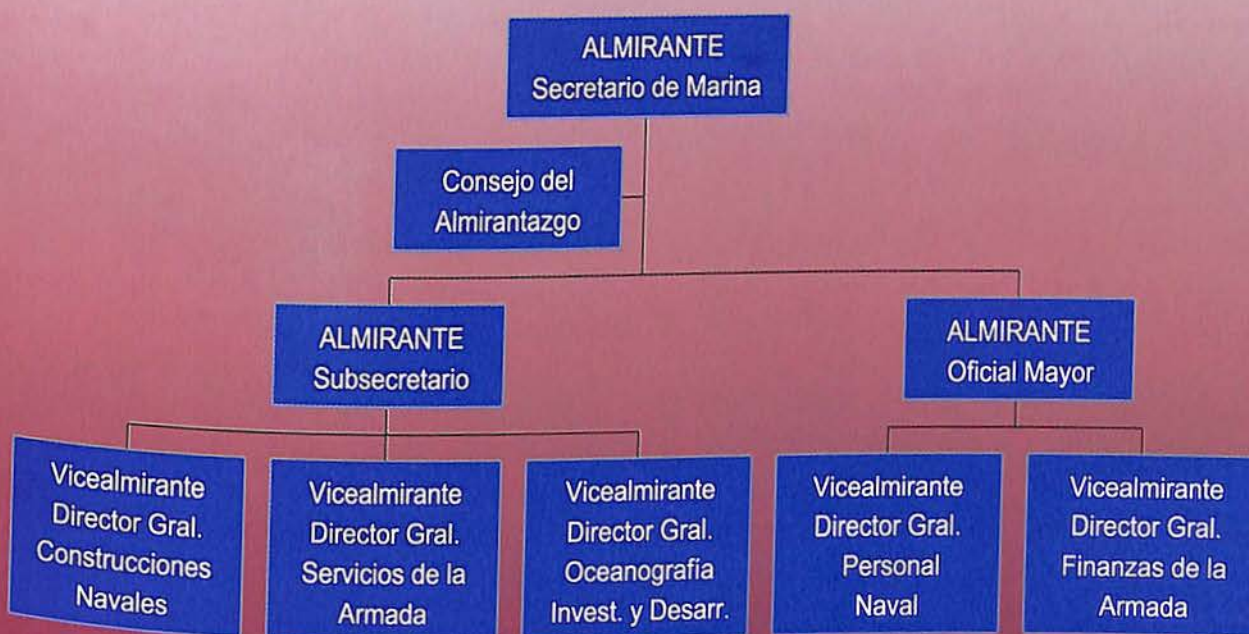 ALMIRANTE
Secretario de Marina
Consejo del
Almirantazgo
ALMIRANTE
Subsecretario
ALMIRANTE
Oficial Mayor
Vicealmirante
Director Gral.
Construcciones
Navales
Vicealmirante
Director Gral.
Servicios de la
Armada
Vicealmirante
Director Gral.
Oceanografía
Invest. y Desarr.
Vicealmirante
Director Gral.
Personal
Naval
Vicealmirante
Director Gral.
Finanzas de la
Armada